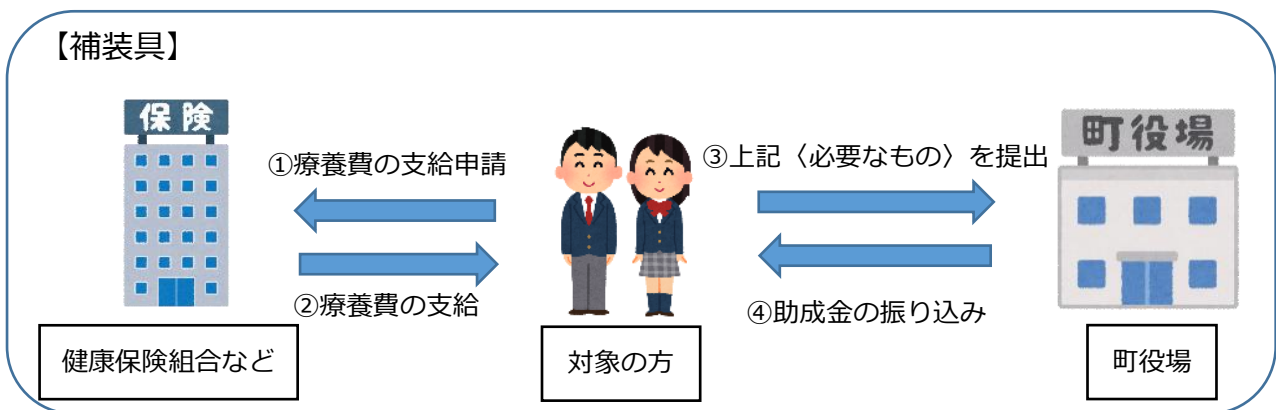 【補装具】
保険
町役場
①療養費の支給申請
③上記〈必要なもの〉を提出
②療養費の支給
④助成金の振り込み
健康保険組合など
対象の方
町役場